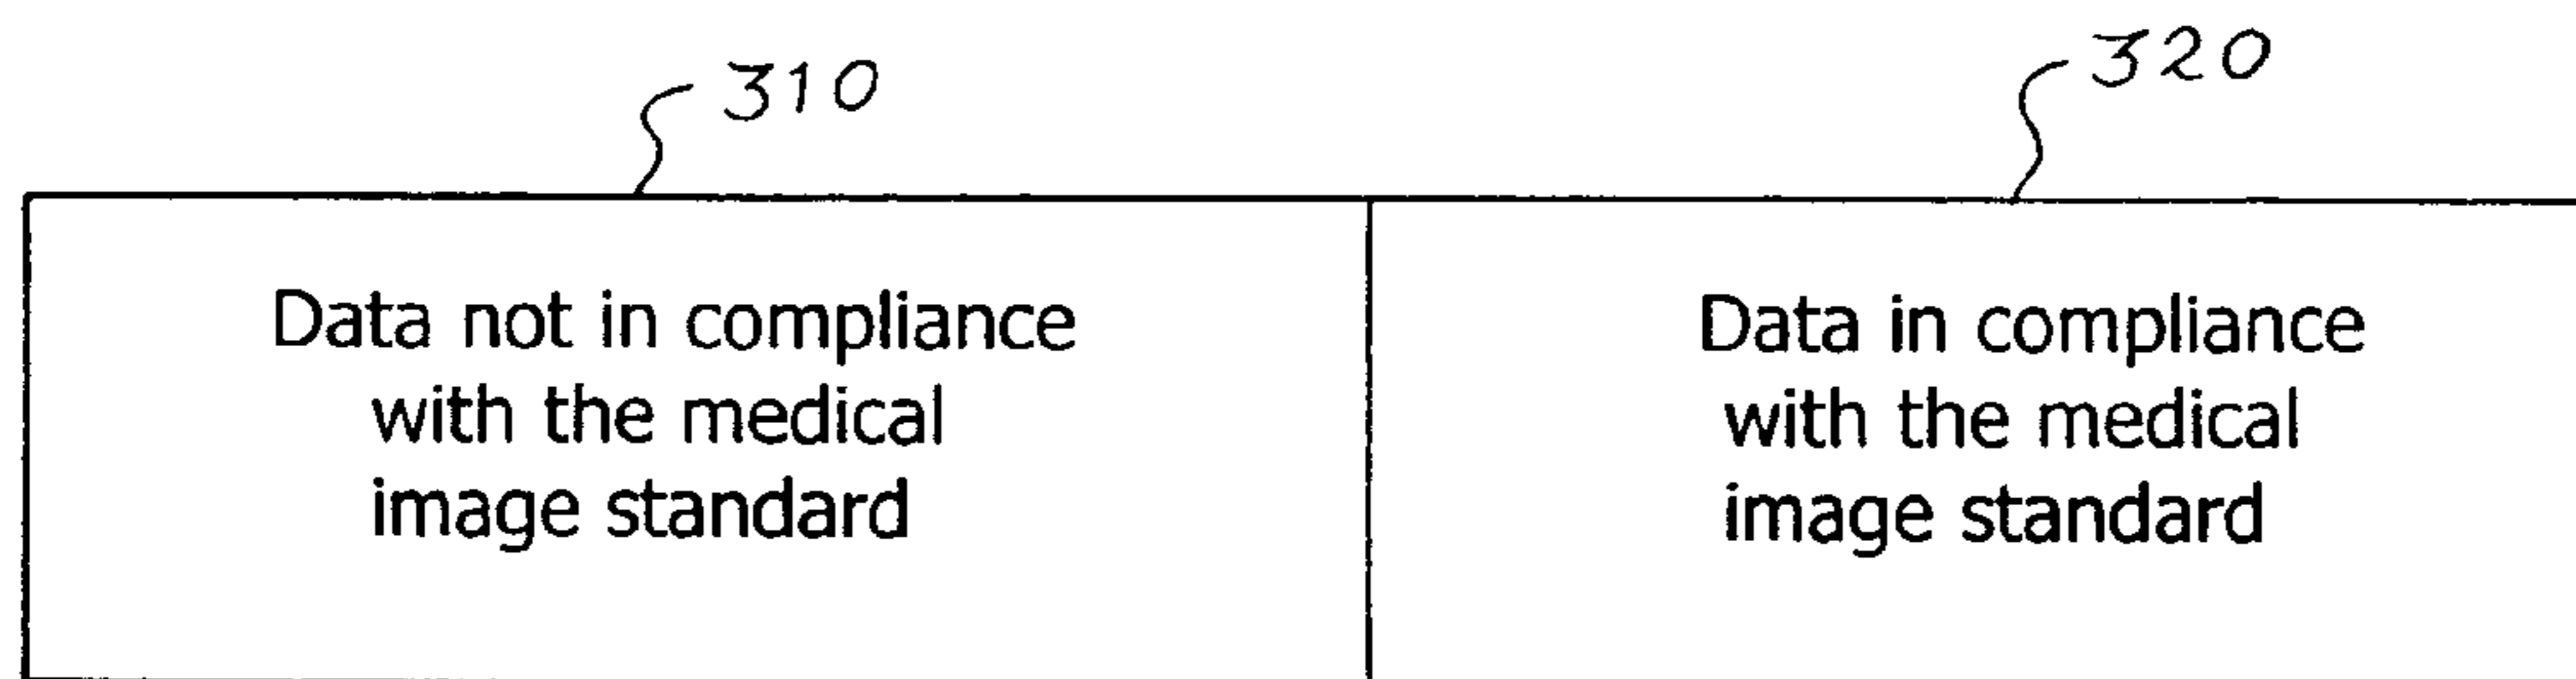 310
320
Data not in compliance
with the medical
image standard
Data in compliance
with the medical
image standard